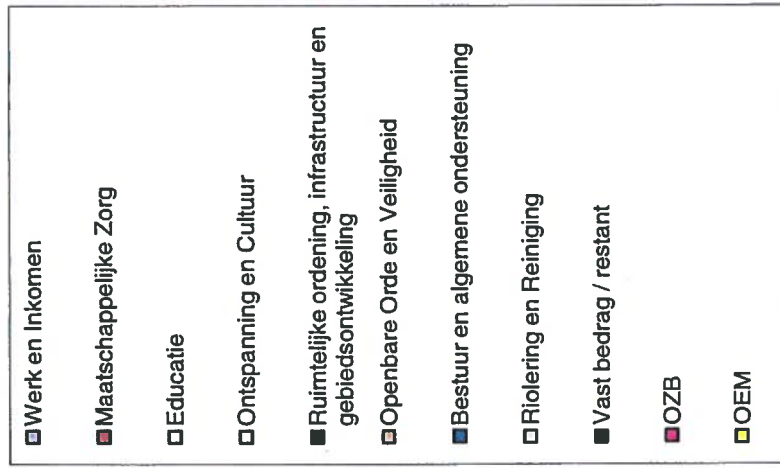 Werk en Inkomen
Maatschappelijke Zorg
Educatie
Ontspanning en Cultuur
Ruimtelijke ordening, infrastructuur en
gebiedsontwikkeling
Openbare Orde en Veiligheid
Bestuur en algemene ondersteuning
Riolering en Reiniging
Vast bedrag / restant
OZB
OEM